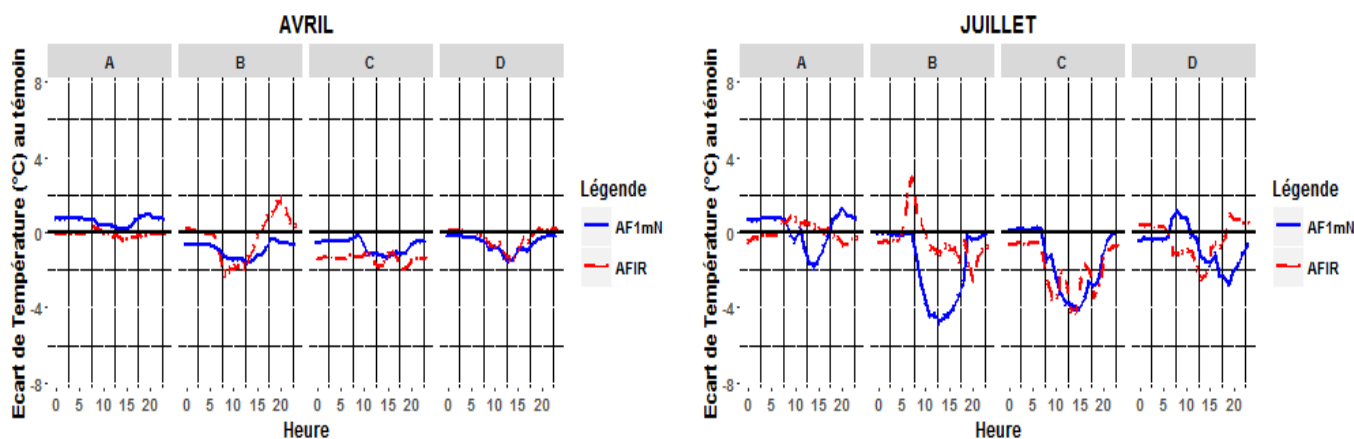 AVRIL
A B C D
Ecart de Température (°C) au témoin
8
4
0
-4
-8
0 5 10 15 20 0 5 10 15 20 0 5 10 15 20 0 5 10 15 20
Heure
Légende
AF1mN
AFIR
JUILLET
A B C D
Ecart de Température (°C) au témoin
8
4
0
-4
-8
0 5 10 15 20 0 5 10 15 20 0 5 10 15 20 0 5 10 15 20
Heure
Légende
AF1mN
AFIR